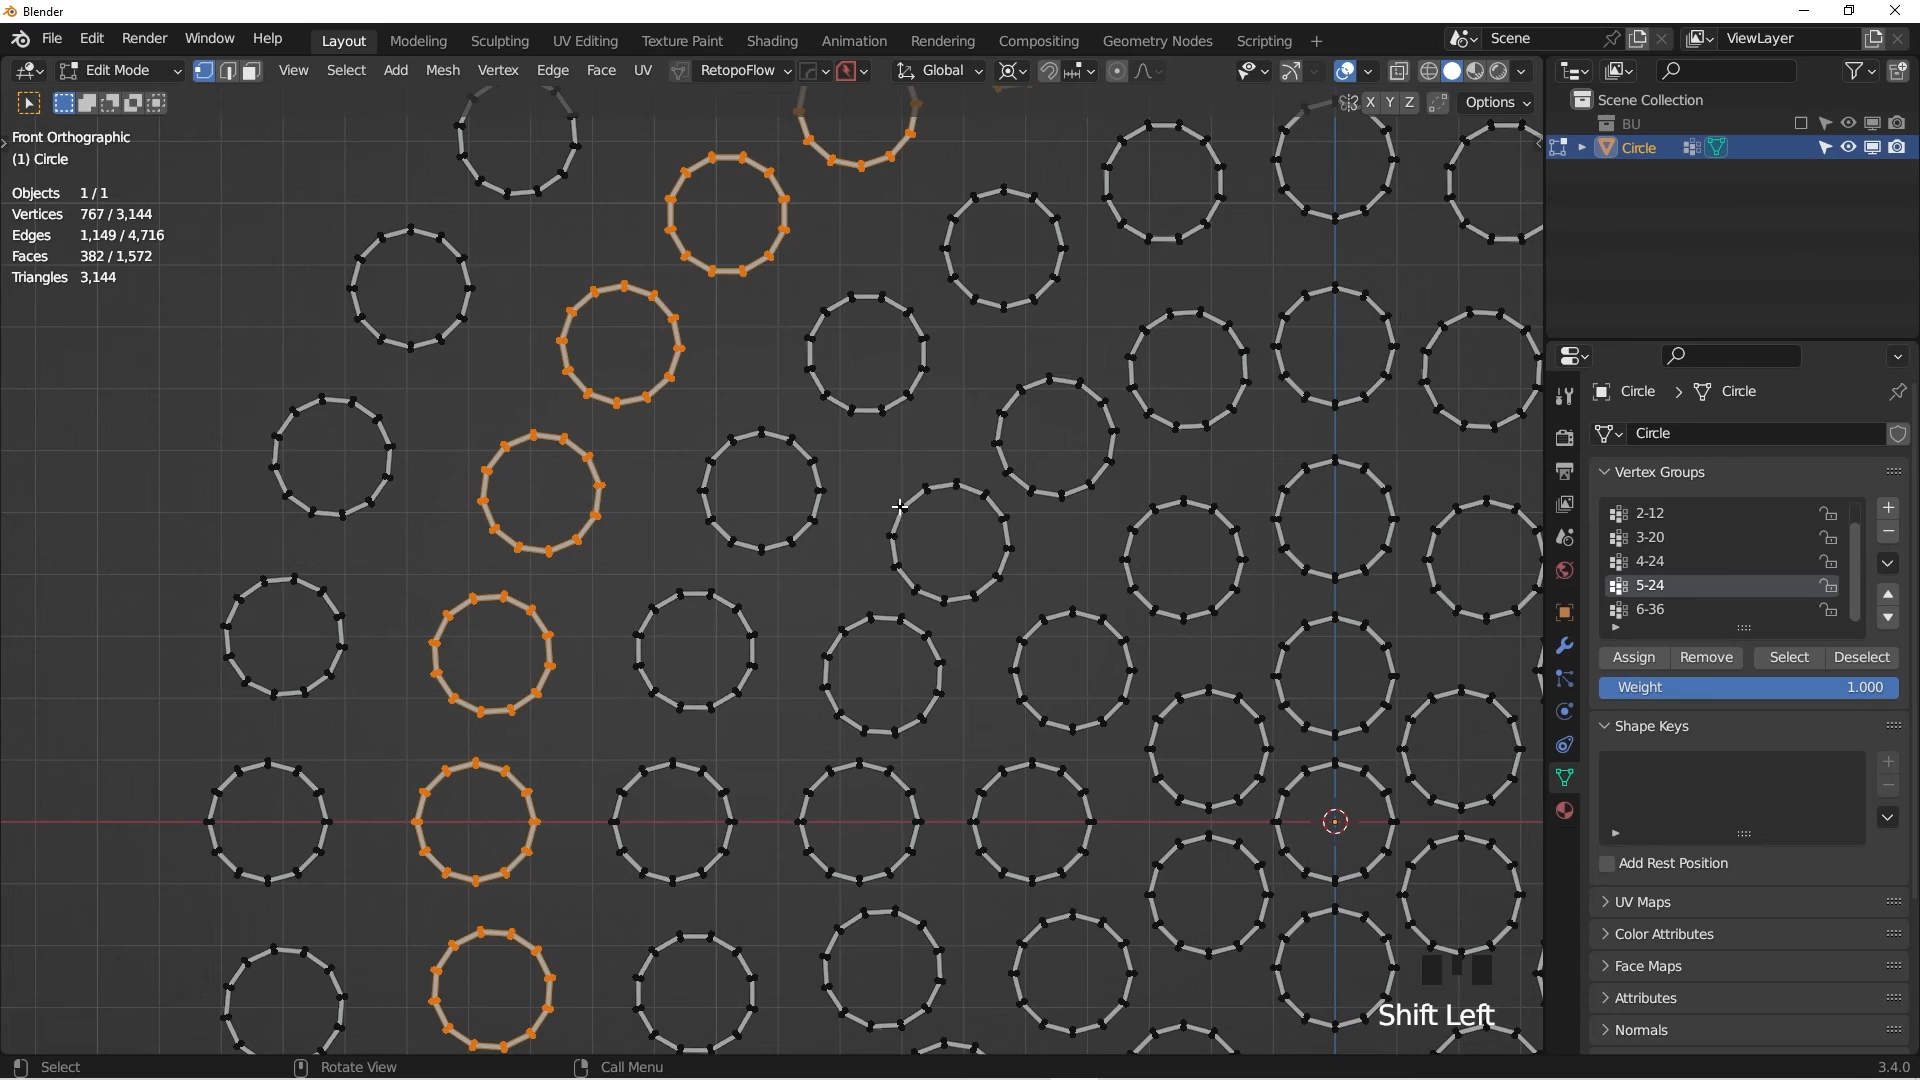 Blender
File Edit Render Window Help
Layout Modeling Sculpting UV Editing Texture Paint Shading Animation Rendering Compositing Geometry Nodes Scripting +
Scene
ViewLayer
Edit Mode
View Select Add Mesh Vertex Edge Face UV RetopoFlow
Global
X Y Z
Options
Scene Collection
BU
Circle
Front Orthographic
(1) Circle
Objects 1 / 1
Vertices 767 / 3,144
Edges 1,149 / 4,716
Faces 382 / 1,572
Triangles 3,144
Circle > Circle
Circle
Vertex Groups
2-12
3-20
4-24
5-24
6-36
Assign Remove Select Deselect
Weight 1.000
Shape Keys
Add Rest Position
UV Maps
Color Attributes
Face Maps
Attributes
Normals
Shift Left
Select Rotate View Call Menu 3.4.0